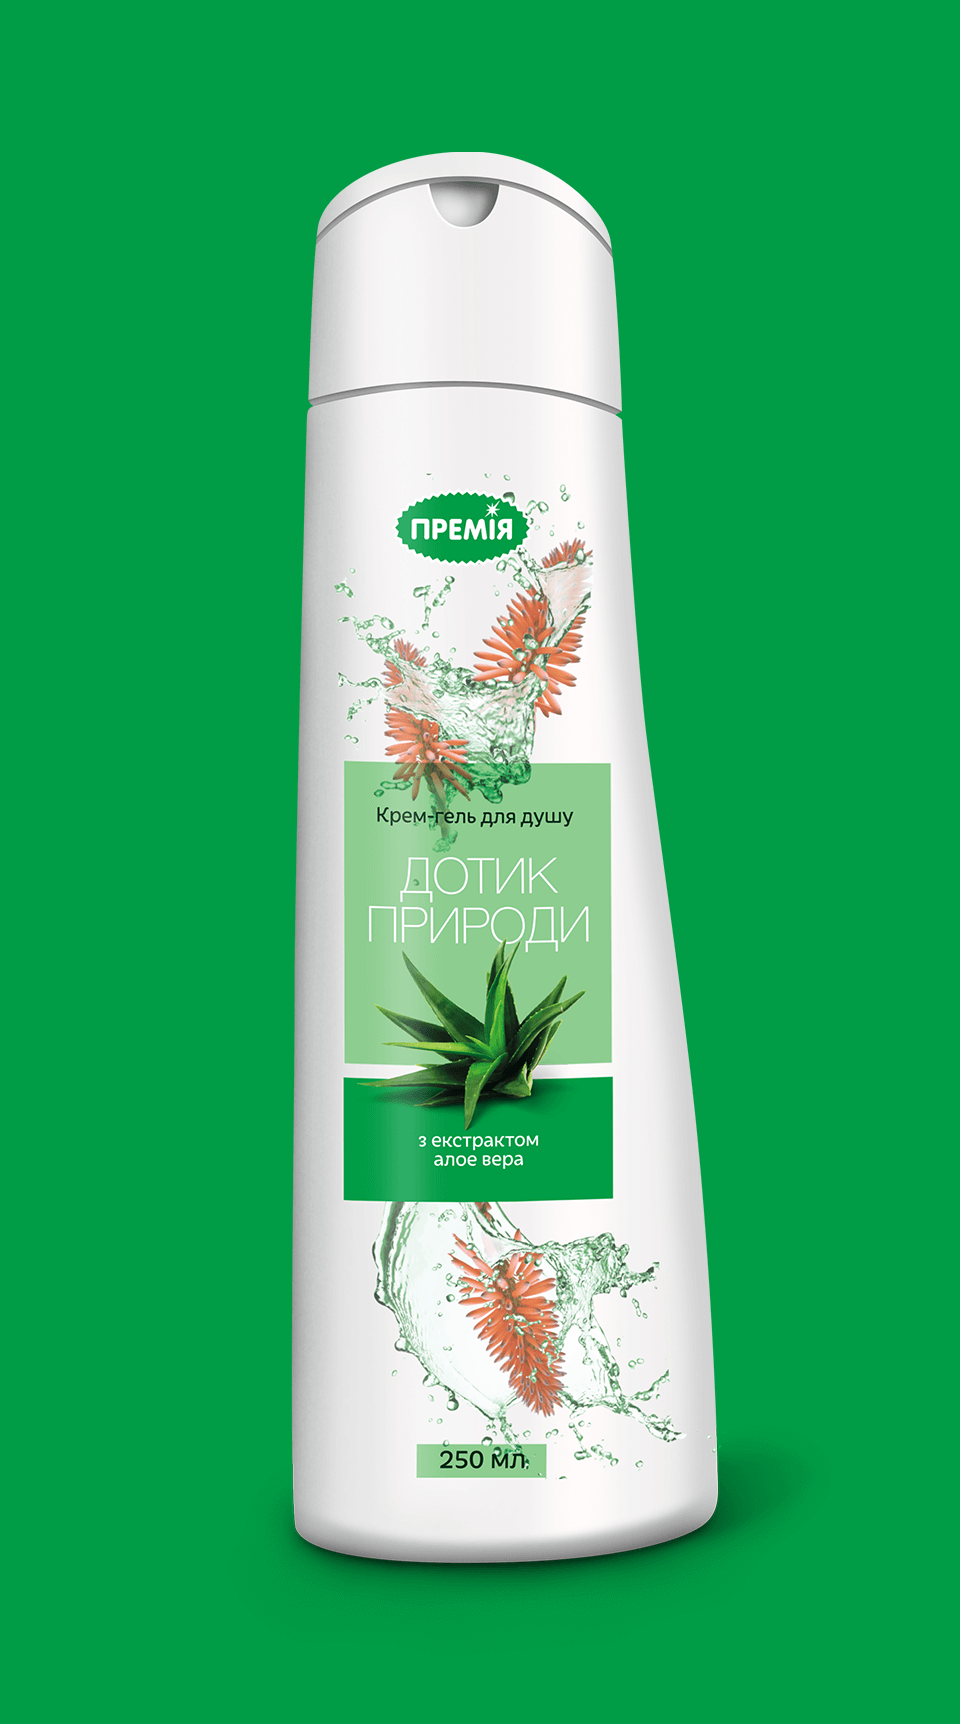 ПРЕМІЯ
Крем-гель для душу
ДОТИК
ПРИРОДИ
з екстрактом
алое вера
250 мл.